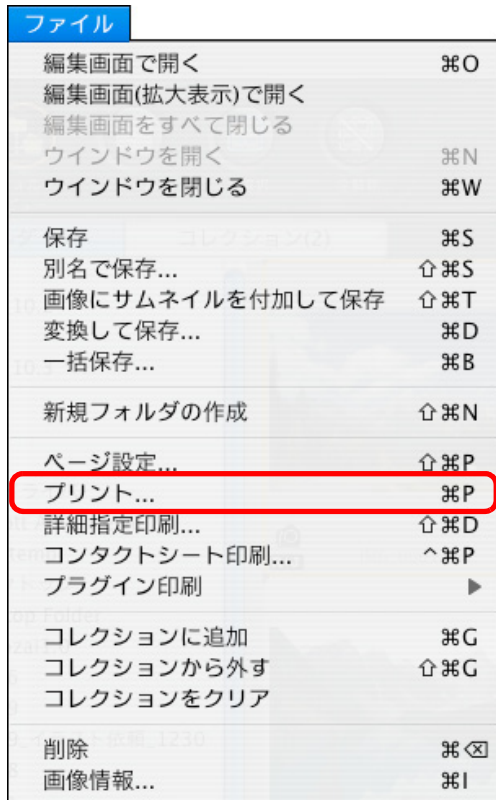 ファイル
編集画面で開く ⌘O
編集画面(拡大表示)で開く
編集画面をすべて閉じる
ウインドウを開く ⌘N
ウインドウを閉じる ⌘W
コレクション(2)
保存 ⌘S
別名で保存... ⇧⌘S
画像にサムネイルを付加して保存 ⇧⌘T
変換して保存... ⌘D
一括保存... ⌘B
新規フォルダの作成 ⇧⌘N
ページ設定... ⇧⌘P
プリント... ⌘P
詳細指定印刷... ⇧⌘D
コンタクトシート印刷... ^⌘P
プラグイン印刷 ▶
コレクションに追加 ⌘G
コレクションから外す ⇧⌘G
コレクションをクリア
削除 ⌘⌫
画像情報... ⌘I